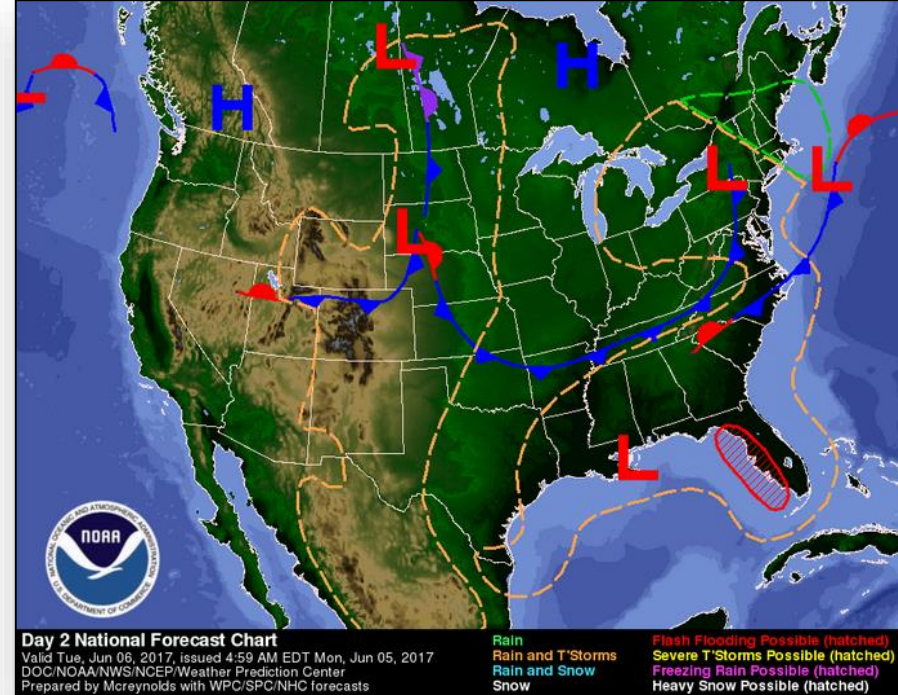 L
L
H
H
L
L
L
L
NATIONAL OCEANIC AND ATMOSPHERIC ADMINISTRATION
NOAA
U.S. DEPARTMENT OF COMMERCE
L
Day 2 National Forecast Chart
Valid Tue, Jun 06, 2017, issued 4:59 AM EDT Mon, Jun 05, 2017
DOC/NOAA/NWS/NCEP/Weather Prediction Center
Prepared by Mcreynolds with WPC/SPC/NHC forecasts
Rain
Rain and T'Storms
Rain and Snow
Snow
Flash Flooding Possible (hatched)
Severe T'Storms Possible (hatched)
Freezing Rain Possible (hatched)
Heavy Snow Possible (hatched)